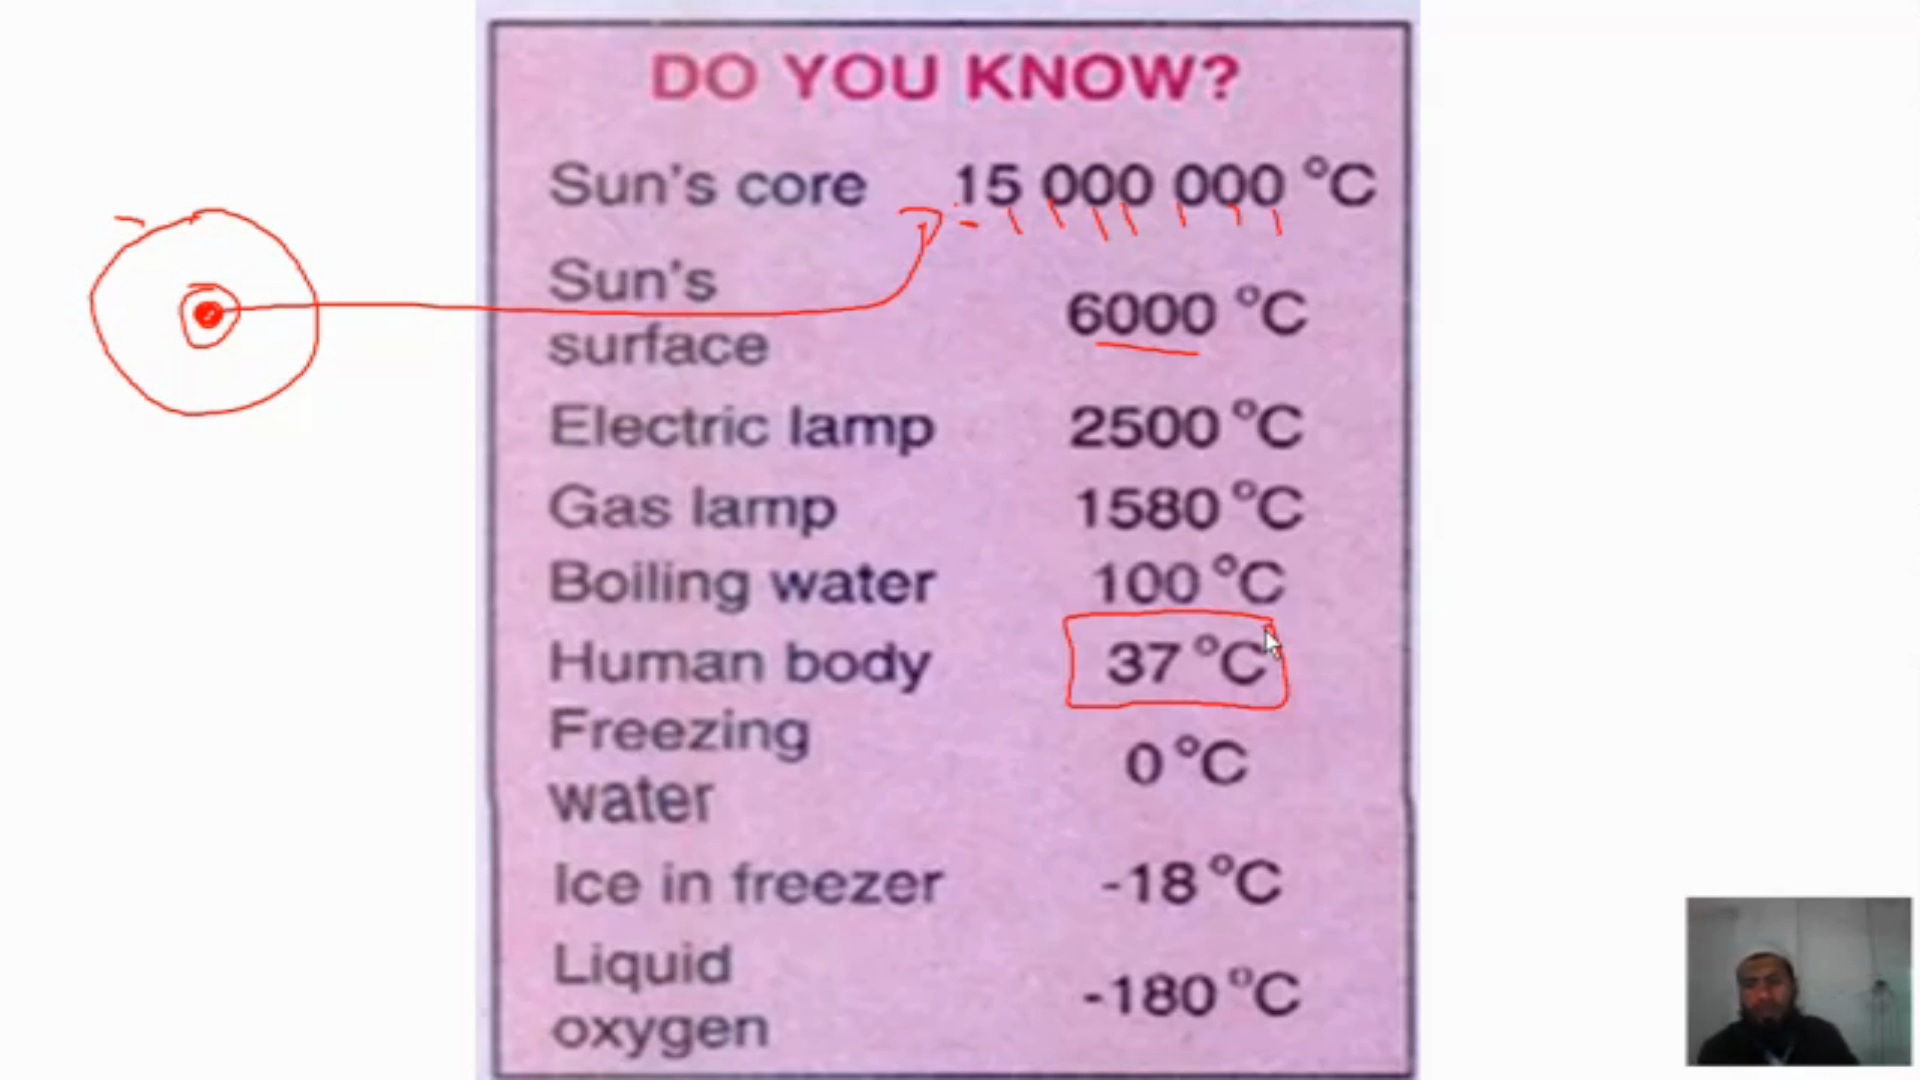 DO YOU KNOW?
Sun's core 15 000 000 °C
Sun's
surface 6000 °C
Electric lamp 2500 °C
Gas lamp 1580 °C
Boiling water 100 °C
Human body 37 °C
Freezing
water 0 °C
Ice in freezer -18 °C
Liquid
oxygen -180 °C